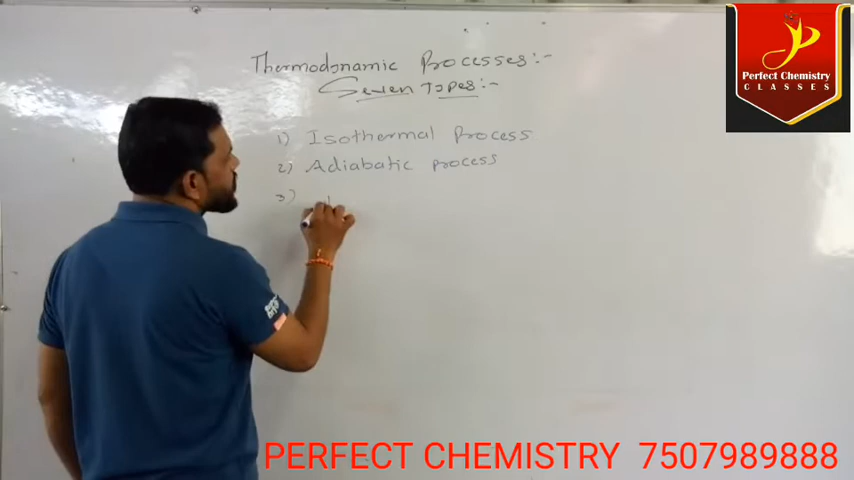 Thermodynamic Processes:-
Seven Types:-
1) Isothermal Process
2) Adiabatic process
3)
Perfect Chemistry
CLASSES
PERFECT CHEMISTRY 7507989888